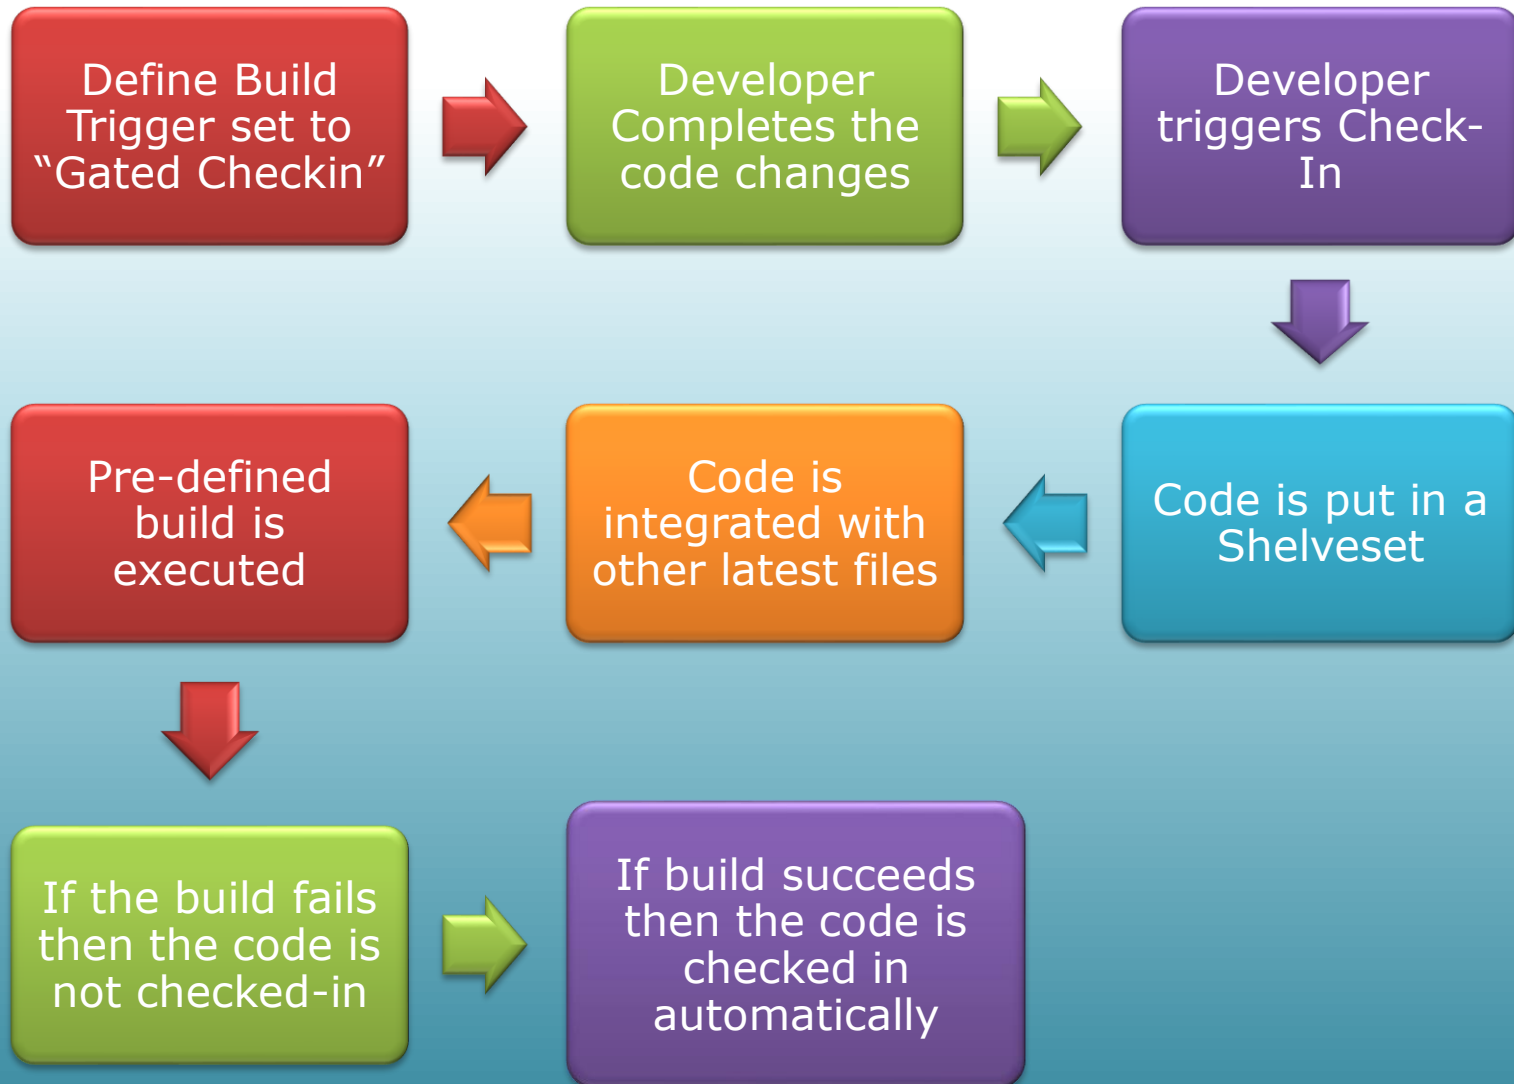 Define Build
Trigger set to
“Gated Checkin”
Developer
Completes the
code changes
Developer
triggers Check-
In
Code is put in a
Shelveset
Code is
integrated with
other latest files
Pre-defined
build is
executed
If the build fails
then the code is
not checked-in
If build succeeds
then the code is
checked in
automatically